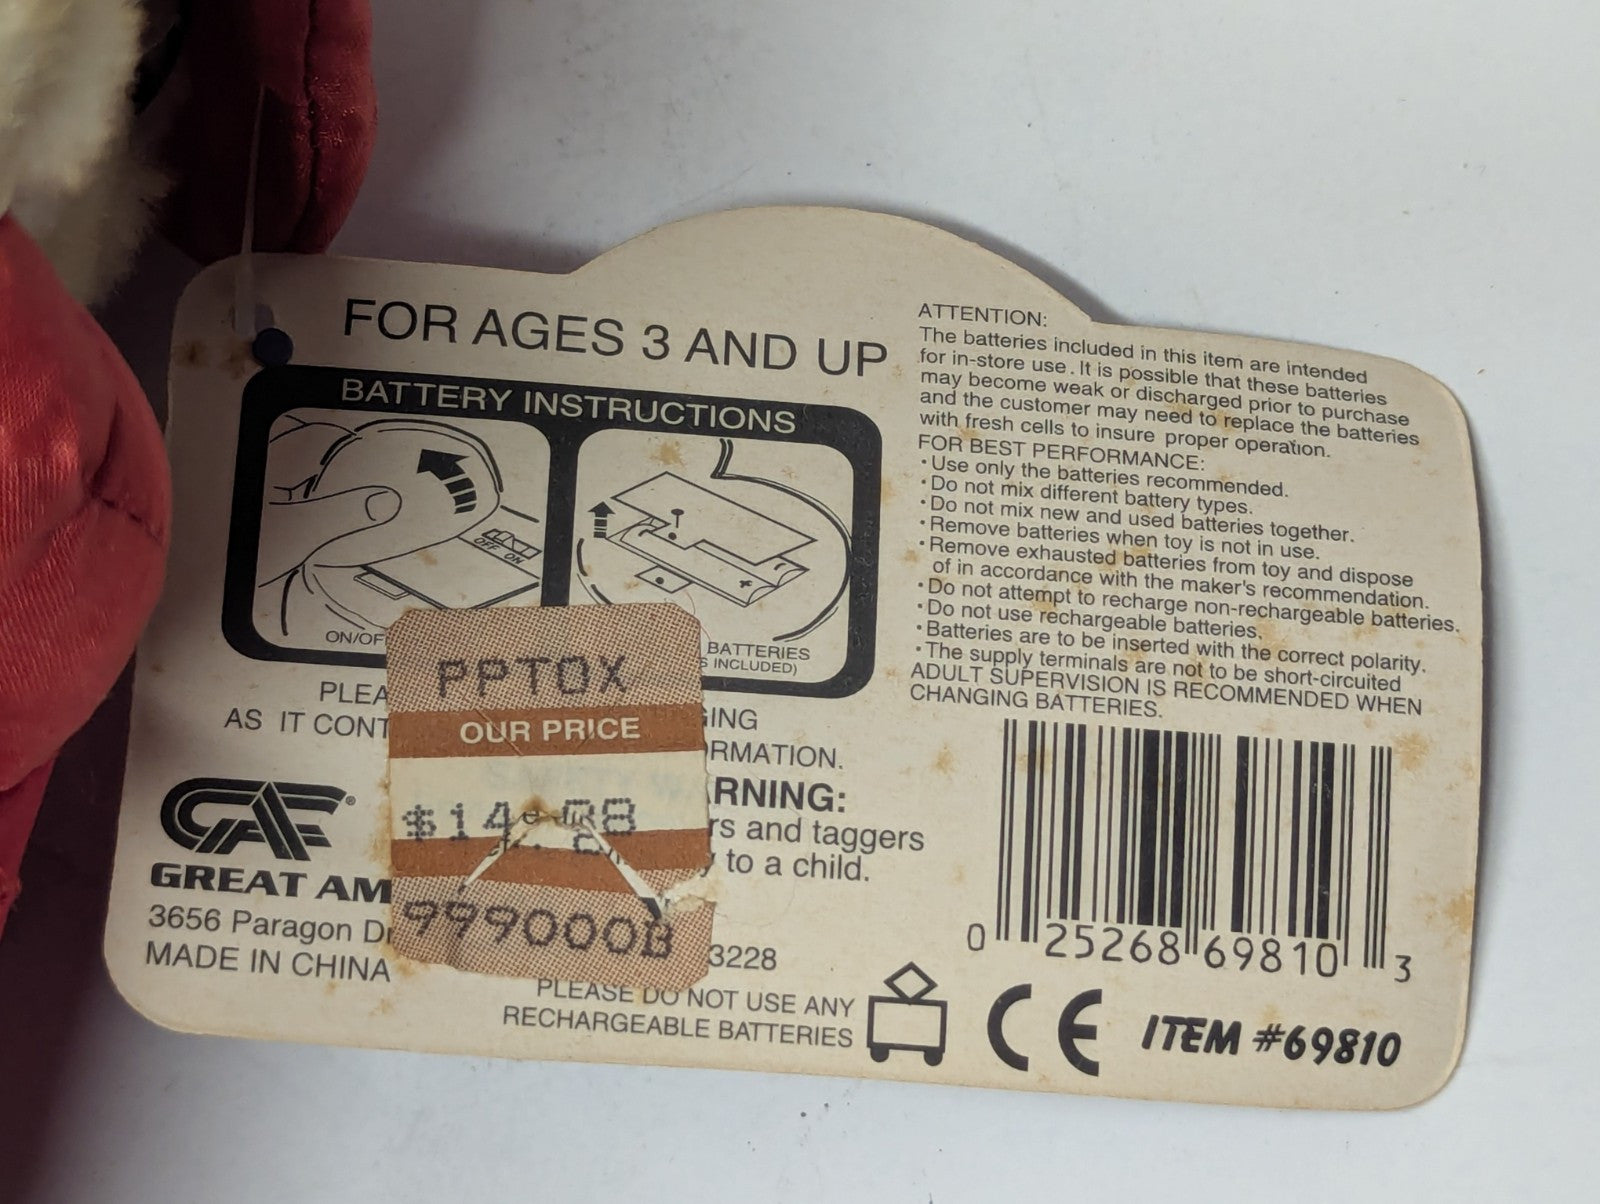 FOR AGES 3 AND UP
BATTERY INSTRUCTIONS
OFF ON
ON/OF
BATTERIES
INCLUDED)
PLEA
AS IT CONT
GING
RMATION.
RNING:
rs and taggers
to a child.
PPTOX
OUR PRICE
$14.88
999000B
CAF®
GREAT AM
3656 Paragon Dr
MADE IN CHINA
3228
PLEASE DO NOT USE ANY
RECHARGEABLE BATTERIES
ATTENTION:
The batteries included in this item are intended
for in-store use. It is possible that these batteries
may become weak or discharged prior to purchase
and the customer may need to replace the batteries
with fresh cells to insure proper operation.
FOR BEST PERFORMANCE:
•Use only the batteries recommended.
•Do not mix different battery types.
•Do not mix new and used batteries together.
•Remove batteries when toy is not in use.
•Remove exhausted batteries from toy and dispose
of in accordance with the maker's recommendation.
•Do not attempt to recharge non-rechargeable batteries.
•Do not use rechargeable batteries.
•Batteries are to be inserted with the correct polarity.
•The supply terminals are not to be short-circuited
ADULT SUPERVISION IS RECOMMENDED WHEN
CHANGING BATTERIES.
0 25268 69810 3
CE
ITEM #69810